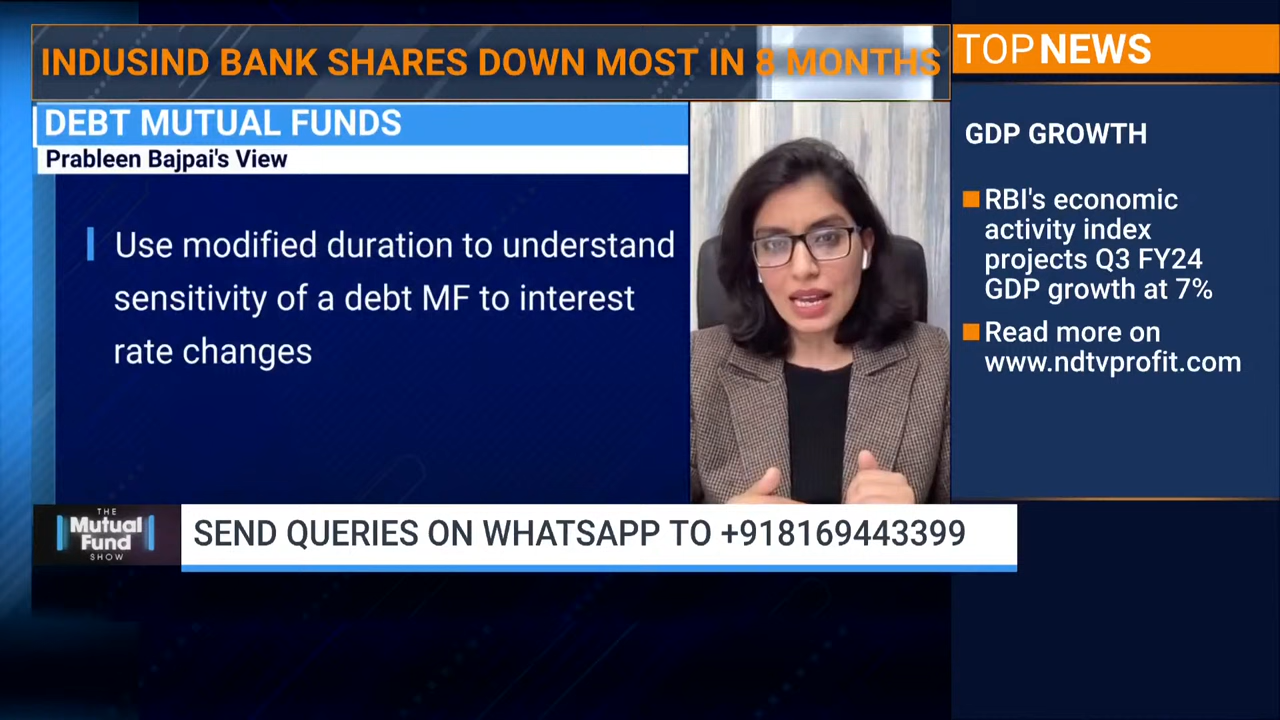 INDUSIND BANK SHARES DOWN MOST IN 8 MONTHS
DEBT MUTUAL FUNDS
Prableen Bajpai's View
Use modified duration to understand
sensitivity of a debt MF to interest
rate changes
TOP NEWS
GDP GROWTH
RBI's economic
activity index
projects Q3 FY24
GDP growth at 7%
Read more on
www.ndtvprofit.com
THE
Mutual
Fund
SHOW
SEND QUERIES ON WHATSAPP TO +918169443399